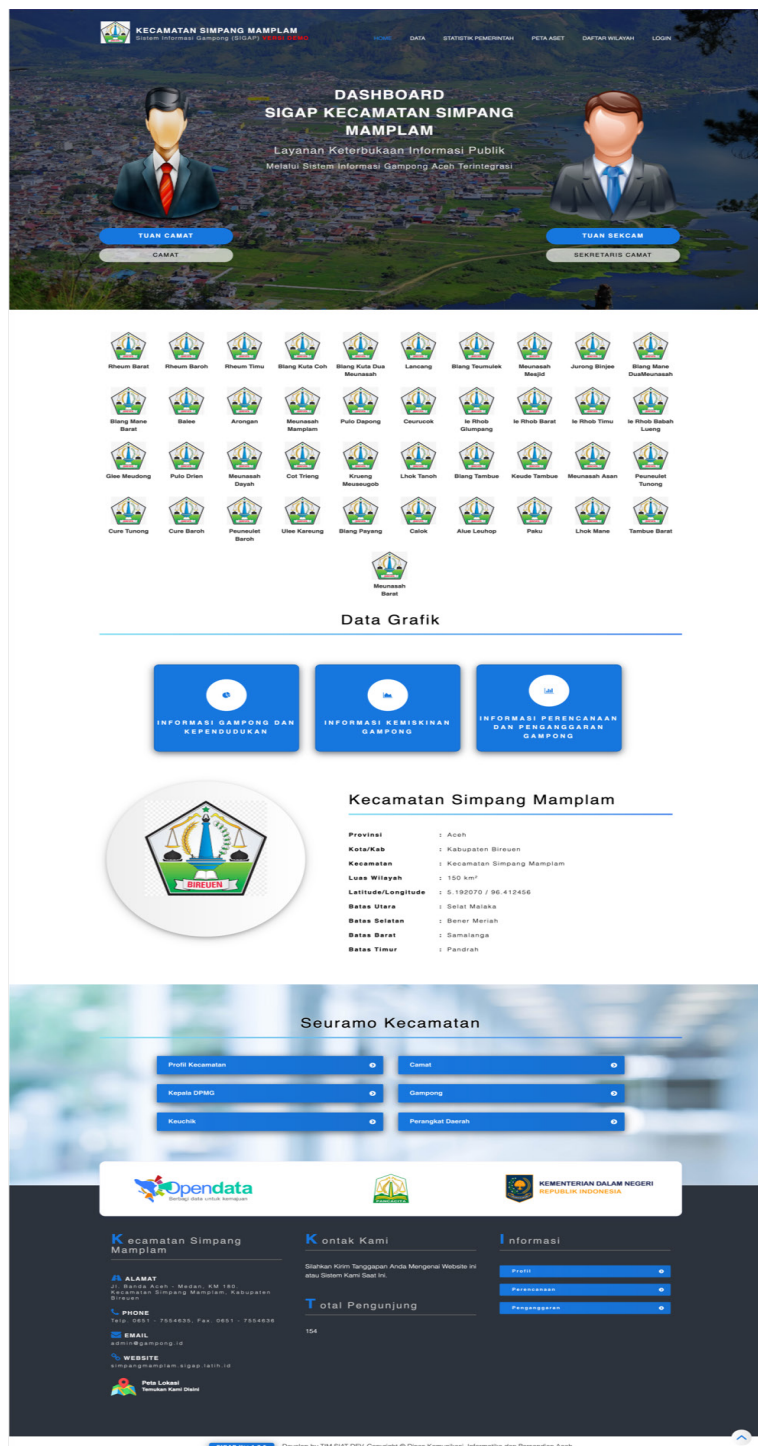 KECAMATAN SIMPANG MAMPLAM
Sistem Informasi Gampong (SIGAP) VERSI DEMO
HOME DATA STATISTIK PEMERINTAH PETA ASET DAFTAR WILAYAH LOGIN
DASHBOARD
SIGAP KECAMATAN SIMPANG
MAMPLAM
Layanan Keterbukaan Informasi Publik
Melalui Sistem Informasi Gampong Aceh Terintegrasi
TUAN CAMAT
CAMAT
TUAN SEKCAM
SEKRETARIS CAMAT
Rheum Barat
Rheum Baroh
Rheum Timu
Blang Kuta Coh
Blang Kuta Dua
Meunasah
Lancang
Blang Teumulek
Meunasah
Mesjid
Jurong Binjee
Blang Mane
DuaMeunasah
Blang Mane
Barat
Balee
Arongan
Meunasah
Mamplam
Pulo Dapong
Ceurucok
Ie Rhob
Glumpang
Ie Rhob Barat
Ie Rhob Timu
Ie Rhob Babah
Lueng
Glee Meudong
Pulo Drien
Meunasah
Dayah
Cot Trieng
Krueng
Meuseugob
Lhok Tanoh
Blang Tambue
Keude Tambue
Meunasah Asan
Peuneulet
Tunong
Cure Tunong
Cure Baroh
Peuneulet
Baroh
Ulee Kareung
Blang Payang
Calok
Alue Leuhop
Paku
Lhok Mane
Tambue Barat
Meunasah
Barat
Data Grafik
INFORMASI GAMPONG DAN
KEPENDUDUKAN
INFORMASI KEMISKINAN
GAMPONG
INFORMASI PERENCANAAN
DAN PENGANGGARAN
GAMPONG
BIREUEN
Kecamatan Simpang Mamplam
Provinsi : Aceh
Kota/Kab : Kabupaten Bireuen
Kecamatan : Kecamatan Simpang Mamplam
Luas Wilayah : 150 km²
Latitude/Longitude : 5.192070 / 96.412456
Batas Utara : Selat Malaka
Batas Selatan : Bener Meriah
Batas Barat : Samalanga
Batas Timur : Pandrah
Seuramo Kecamatan
Profil Kecamatan
Camat
Kepala DPMG
Gampong
Keuchik
Perangkat Daerah
Opendata
Berbagi data untuk kemajuan
KEMENTERIAN DALAM NEGERI
REPUBLIK INDONESIA
Kecamatan Simpang
Mamplam
ALAMAT
Jl. Banda Aceh - Medan, KM 190
Kecamatan Simpang Mamplam, Kabupaten
Bireuen
PHONE
Telp. 0651 - 7554635, Fax. 0651 - 7554636
EMAIL
admin@gampong.id
WEBSITE
simpangmamplam.sigap.latih.id
Peta Lokasi
Temukan Kami Disini
Kontak Kami
Silahkan Kirim Tanggapan Anda Mengenai Website ini
atau Sistem Kami Saat Ini.
Total Pengunjung
154
Informasi
Profil
Perencanaan
Penganggaran